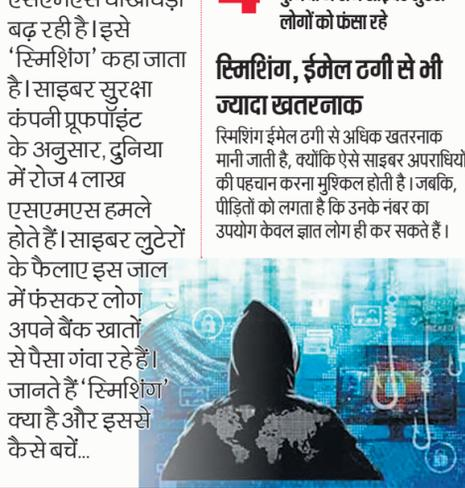 बढ़ रही है। इसे
‘स्मिशिंग’ कहा जाता
है। साइबर सुरक्षा
कंपनी प्रूफपॉइंट
के अनुसार, दुनिया
में रोज 4 लाख
एसएमएस हमले
होते हैं। साइबर लुटेरों
के फैलाए इस जाल
में फंसकर लोग
अपने बैंक खातों
से पैसा गंवा रहे हैं।
जानते हैं ‘स्मिशिंग’
क्या है और इससे
कैसे बचें...
लोगों को फंसा रहे
स्मिशिंग, ईमेल ठगी से भी
ज्यादा खतरनाक
स्मिशिंग ईमेल ठगी से अधिक खतरनाक
मानी जाती है, क्योंकि ऐसे साइबर अपराधियों
की पहचान करना मुश्किल होती है। जबकि,
पीड़ितों को लगता है कि उनके नंबर का
उपयोग केवल ज्ञात लोग ही कर सकते हैं।